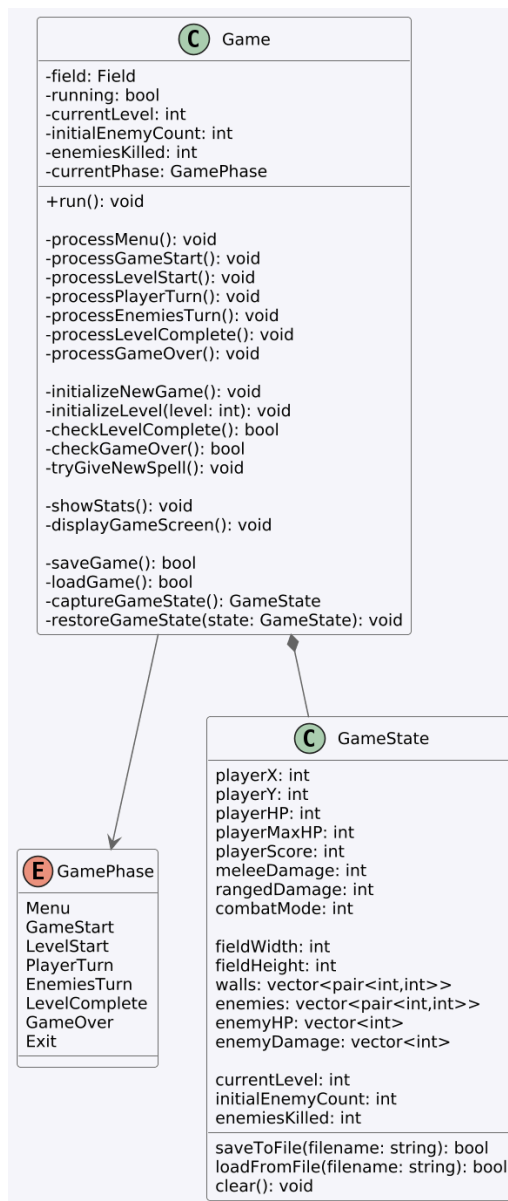 C Game
-field: Field
-running: bool
-currentLevel: int
-initialEnemyCount: int
-enemiesKilled: int
-currentPhase: GamePhase
+run(): void
-processMenu(): void
-processGameStart(): void
-processLevelStart(): void
-processPlayerTurn(): void
-processEnemiesTurn(): void
-processLevelComplete(): void
-processGameOver(): void
-initializeNewGame(): void
-initializeLevel(level: int): void
-checkLevelComplete(): bool
-checkGameOver(): bool
-tryGiveNewSpell(): void
-showStats(): void
-displayGameScreen(): void
-saveGame(): bool
-loadGame(): bool
-captureGameState(): GameState
-restoreGameState(state: GameState): void
E GamePhase
Menu
GameStart
LevelStart
PlayerTurn
EnemiesTurn
LevelComplete
GameOver
Exit
C GameState
playerX: int
playerY: int
playerHP: int
playerMaxHP: int
playerScore: int
meleeDamage: int
rangedDamage: int
combatMode: int
fieldWidth: int
fieldHeight: int
walls: vector<pair<int,int>>
enemies: vector<pair<int,int>>
enemyHP: vector<int>
enemyDamage: vector<int>
currentLevel: int
initialEnemyCount: int
enemiesKilled: int
saveToFile(filename: string): bool
loadFromFile(filename: string): bool
clear(): void